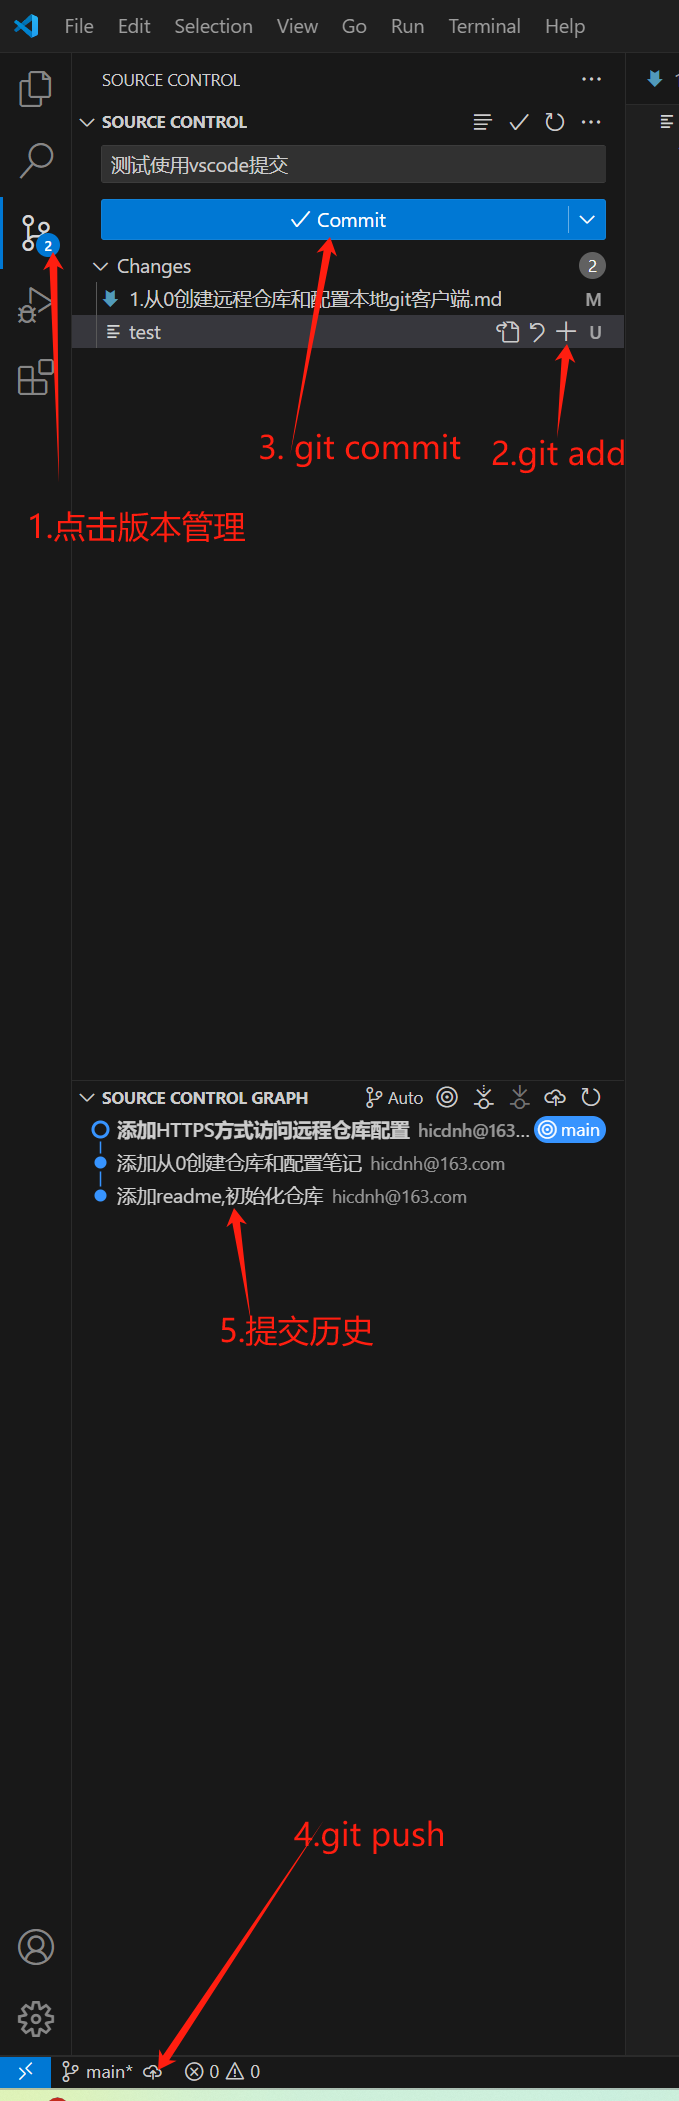 File Edit Selection View Go Run Terminal Help
SOURCE CONTROL
SOURCE CONTROL
测试使用vscode提交
Commit
2
Changes 2
1.从0创建远程仓库和配置本地git客户端.md M
test U
3. git commit
2.git add
1.点击版本管理
SOURCE CONTROL GRAPH Auto
添加HTTPS方式访问远程仓库配置 hicdnh@163... main
添加从0创建仓库和配置笔记 hicdnh@163.com
添加readme,初始化仓库 hicdnh@163.com
5.提交历史
4.git push
main* 0 0